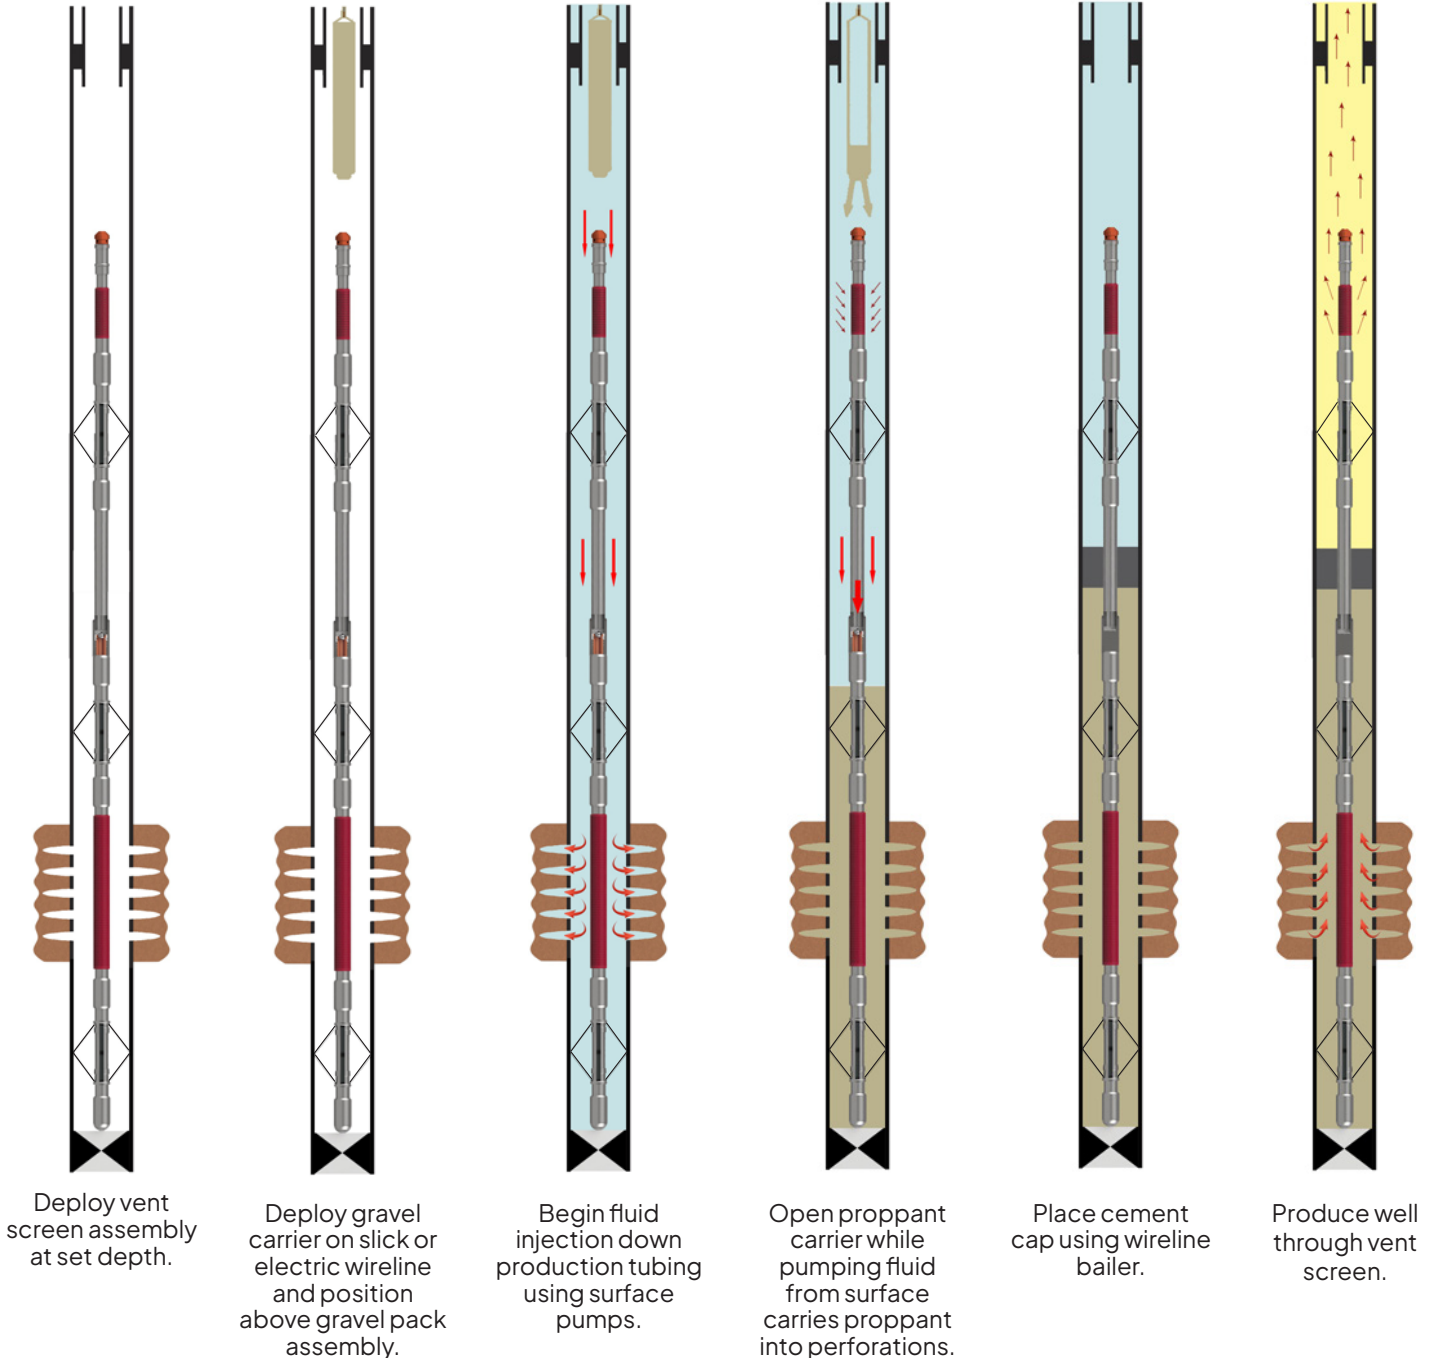 Deploy vent
screen assembly
at set depth.
Deploy gravel
carrier on slick or
electric wireline
and position
above gravel pack
assembly.
Begin fluid
injection down
production tubing
using surface
pumps.
Open proppant
carrier while
pumping fluid
from surface
carries proppant
into perforations.
Place cement
cap using wireline
bailer.
Produce well
through vent
screen.